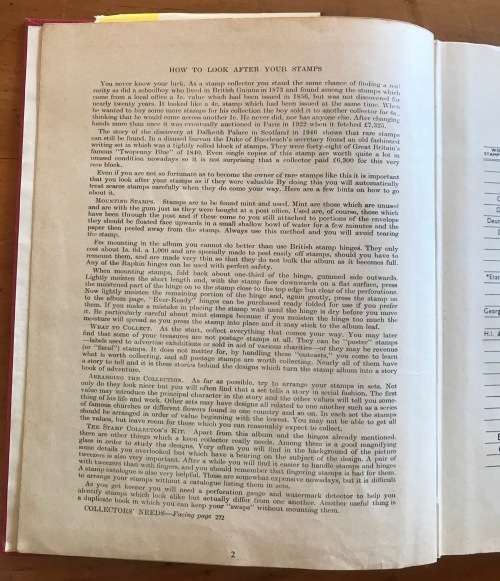 HOW TO LOOK AFTER YOUR STAMPS
You never know your luck. As a stamp collector you stand the same chance of finding a real
rarity as did a schoolboy who lived in British Guiana in 1873 and found among the stamps which
came from a local office a 1c. value which had been issued in 1856, but was not discovered for
nearly twenty years. It looked like a 4c. stamp which had been issued at the same time. When
he wanted to buy some more stamps for his collection the boy sold it to another collector for 6s.
thinking that he would come across another 1c. He never did, nor has anyone else. After changing
hands more than once it was eventually auctioned in Paris in 1922 when it fetched £7,325.
The story of the discovery at Dalkeith Palace in Scotland in 1946 shows that rare stamps
can still be found. In a disused bureau the Duke of Buccleuch's secretary found an old fashioned
writing set in which was a tightly rolled block of stamps. They were forty-eight of Great Britain's
famous "Twopenny Blue" of 1840. Even single copies of this stamp are worth quite a lot in
unused condition nowadays so it is not surprising that a collector paid £6,300 for this very
rare block.
Even if you are not so fortunate as to become the owner of rare stamps like this it is important
that you look after your stamps as if they were valuable By doing this you will automatically
treat scarce stamps carefully when they do come your way. Here are a few hints on how to go
about it.
MOUNTING STAMPS. Stamps are to be found mint and used. Mint are those which are unused
and are with the gum just as they were bought at a post office. Used are, of course, those which
have been through the post and if these come to you still attached to portions of the envelope
they should be floated face upwards in a small shallow bowl of water for a few minutes and the
paper then peeled away from the stamp. Always use this method and you will avoid tearing
the stamp.
For mounting in the album you cannot do better than use British stamp hinges. They only
cost about 1s. 6d. a 1,000 and are specially made to peel easily off stamps, should you have to
remount them, and are made very thin so that they do not bulk the album as it becomes full.
Any of the Rapkin hinges can be used with perfect safety.
When mounting stamps, fold back about one-third of the hinge, gummed side outwards.
Lightly moisten the short length and, with the stamp face downwards on a flat surface, press
the moistened part of the hinge on to the stamp close to the top edge but clear of the perforations.
Now lightly moisten the remaining portion of the hinge and, again gently, press the stamp on
to the album page. "Ever-Ready" hinges can be purchased ready folded for use if you prefer
them. If you make a mistake in placing the stamp wait until the hinge is dry before you move
it. Be particularly careful about mint stamps because if you moisten the hinge too much the
moisture will spread as you press the stamp into place and it may stick to the album leaf.
WHAT TO COLLECT. At the start, collect everything that comes your way. You may later
find that some of your treasures are not postage stamps at all. They can be "poster" stamps
—labels used to advertise exhibitions or sold in aid of various charities—or they may be revenue
(or "fiscal") stamps. It does not matter for, by handling these "outcasts," you come to learn
what is worth collecting, and all postage stamps are worth collecting. Nearly all of them have
a story to tell and it is these stories behind the designs which turn the stamp album into a story
book of adventure.
ARRANGING THE COLLECTION. As far as possible, try to arrange your stamps in sets. Not
only do they look nicer but you will often find that a set tells a story in serial fashion. The first
value may introduce the principal character in the story and the other values will tell you some-
thing of his life and work. Other sets may have designs all related to one another such as a series
of famous churches or different flowers found in one country and so on. In each set the stamps
should be arranged in order of value beginning with the lowest. You may not be able to get all
the values, but leave room for those which you can reasonably expect to collect.
THE STAMP COLLECTOR'S KIT. Apart from this album and the hinges already mentioned,
there are other things which a keen collector really needs. Among these is a good magnifying
glass in order to study the designs. Very often you will find in the background of the picture
some details you overlooked but which have a bearing on the subject of the design. A pair of
tweezers is also very important. After a while you will find it easier to handle stamps and hinges
with tweezers than with fingers, and you should remember that fingering stamps is bad for them.
A stamp catalogue is also very helpful. These are somewhat expensive nowadays, but it is difficult
to arrange your stamps without a catalogue listing them in sets.
As you get keener you will need a perforation gauge and watermark detector to help you
identify stamps which look alike but actually differ from one another. Another useful thing is
a duplicate book in which you can keep your "swaps" without mounting them.
COLLECTORS' NEEDS—Facing page 292
2